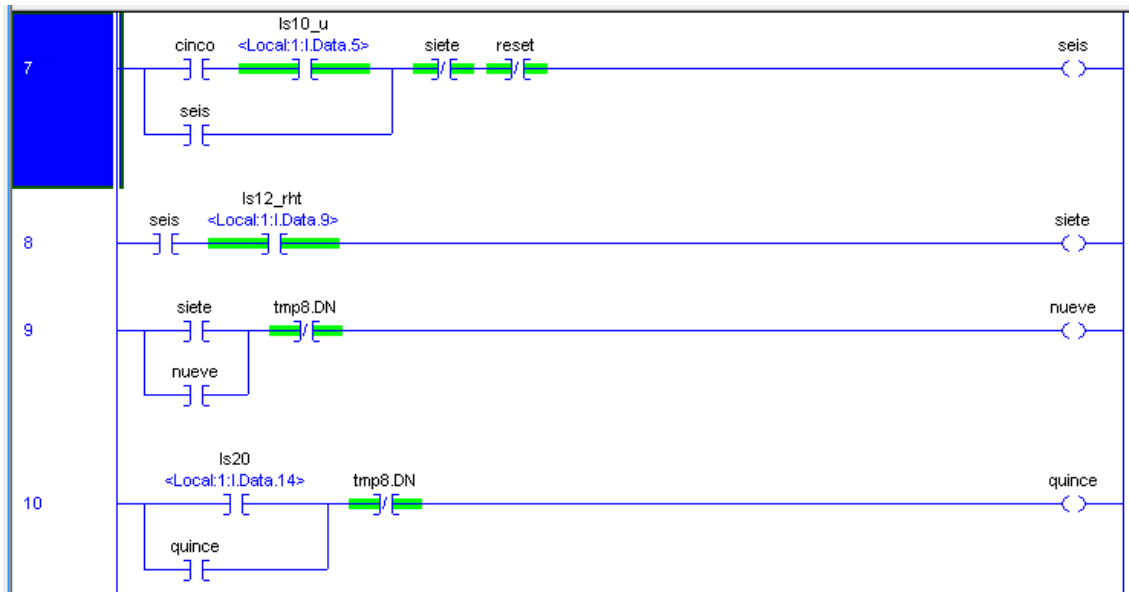 ls10_u
cinco <Local:1:I.Data.5> siete reset seis
7
seis
ls12_rht
seis <Local:1:I.Data.9> siete
8
siete tmp8.DN nueve
9
nueve
ls20
<Local:1:I.Data.14> tmp8.DN quince
10
quince